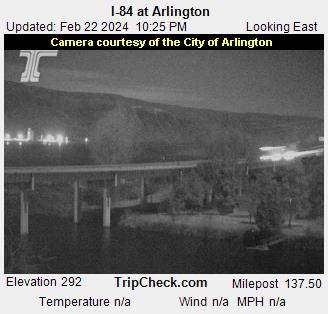 I-84 at Arlington
Updated: Feb 22 2024 10:25 PM Looking East
Camera courtesy of the City of Arlington
Elevation 292 TripCheck.com Milepost 137.50
Temperature n/a Wind n/a MPH n/a